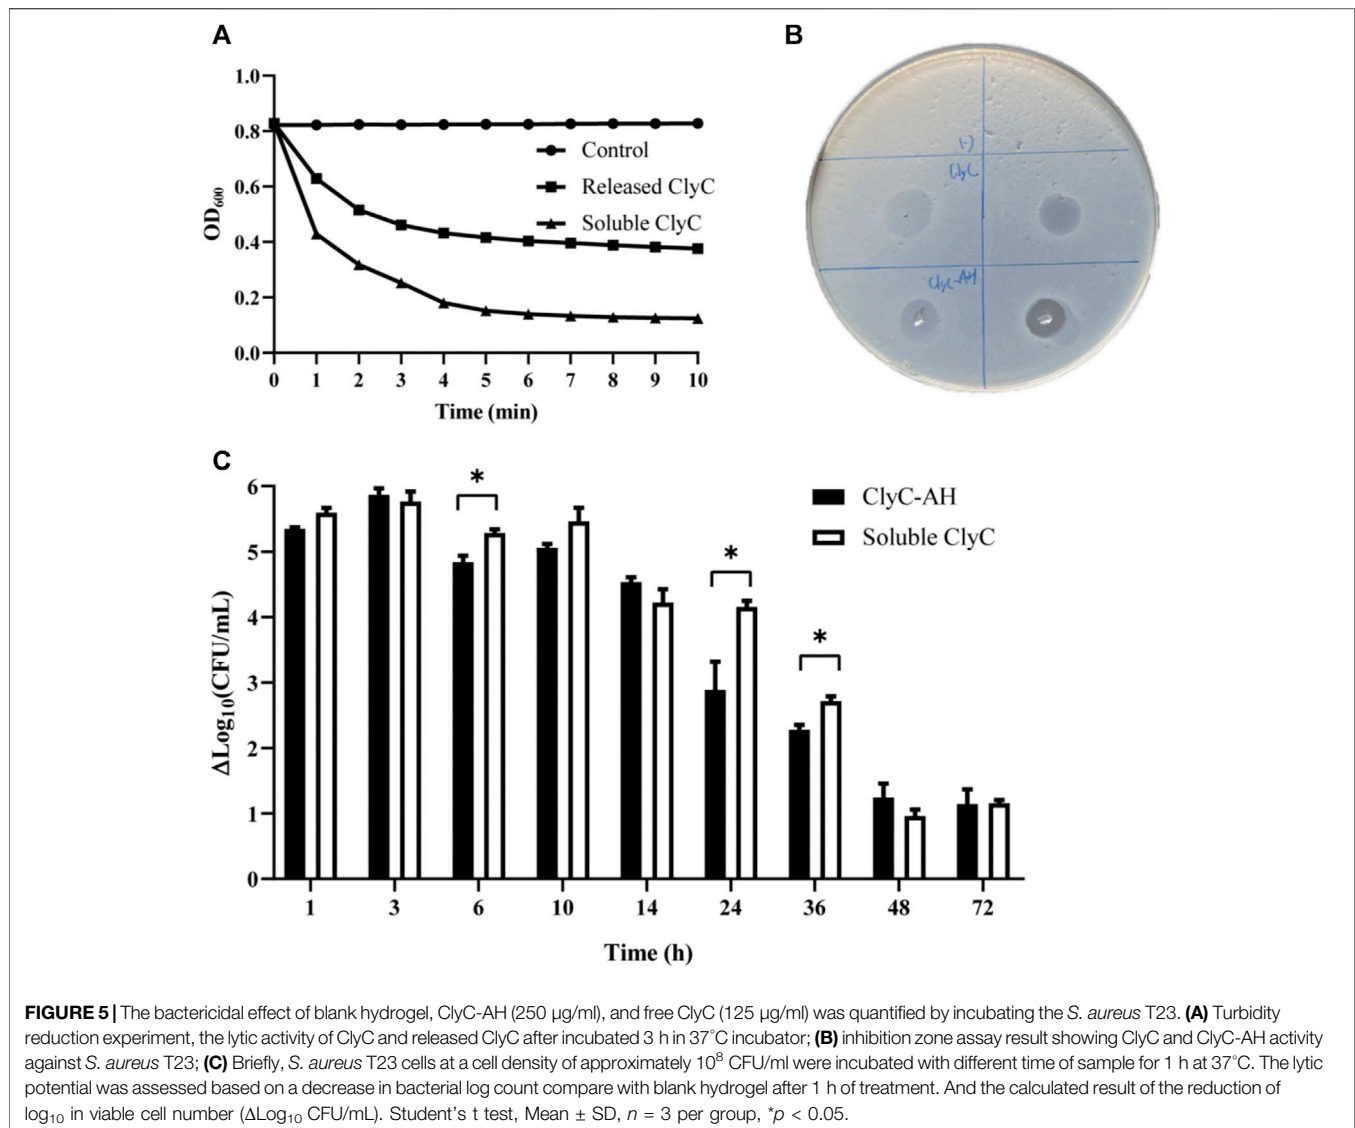 A
1.0
0.8
0.6
0.4
0.2
0.0
OD600
0 1 2 3 4 5 6 7 8 9 10
Time (min)
Control
Released ClyC
Soluble ClyC
B
(-)
ClyC
ClyC-AH
C
6
5
4
3
2
1
0
ΔLog10(CFU/mL)
*
*
*
ClyC-AH
Soluble ClyC
1 3 6 10 14 24 36 48 72
Time (h)
FIGURE 5 | The bactericidal effect of blank hydrogel, ClyC-AH (250 µg/ml), and free ClyC (125 µg/ml) was quantified by incubating the S. aureus T23. (A) Turbidity
reduction experiment, the lytic activity of ClyC and released ClyC after incubated 3 h in 37°C incubator; (B) inhibition zone assay result showing ClyC and ClyC-AH activity
against S. aureus T23; (C) Briefly, S. aureus T23 cells at a cell density of approximately 10⁸ CFU/ml were incubated with different time of sample for 1 h at 37°C. The lytic
potential was assessed based on a decrease in bacterial log count compare with blank hydrogel after 1 h of treatment. And the calculated result of the reduction of
log10 in viable cell number (ΔLog10 CFU/mL). Student's t test, Mean ± SD, n = 3 per group, *p < 0.05.